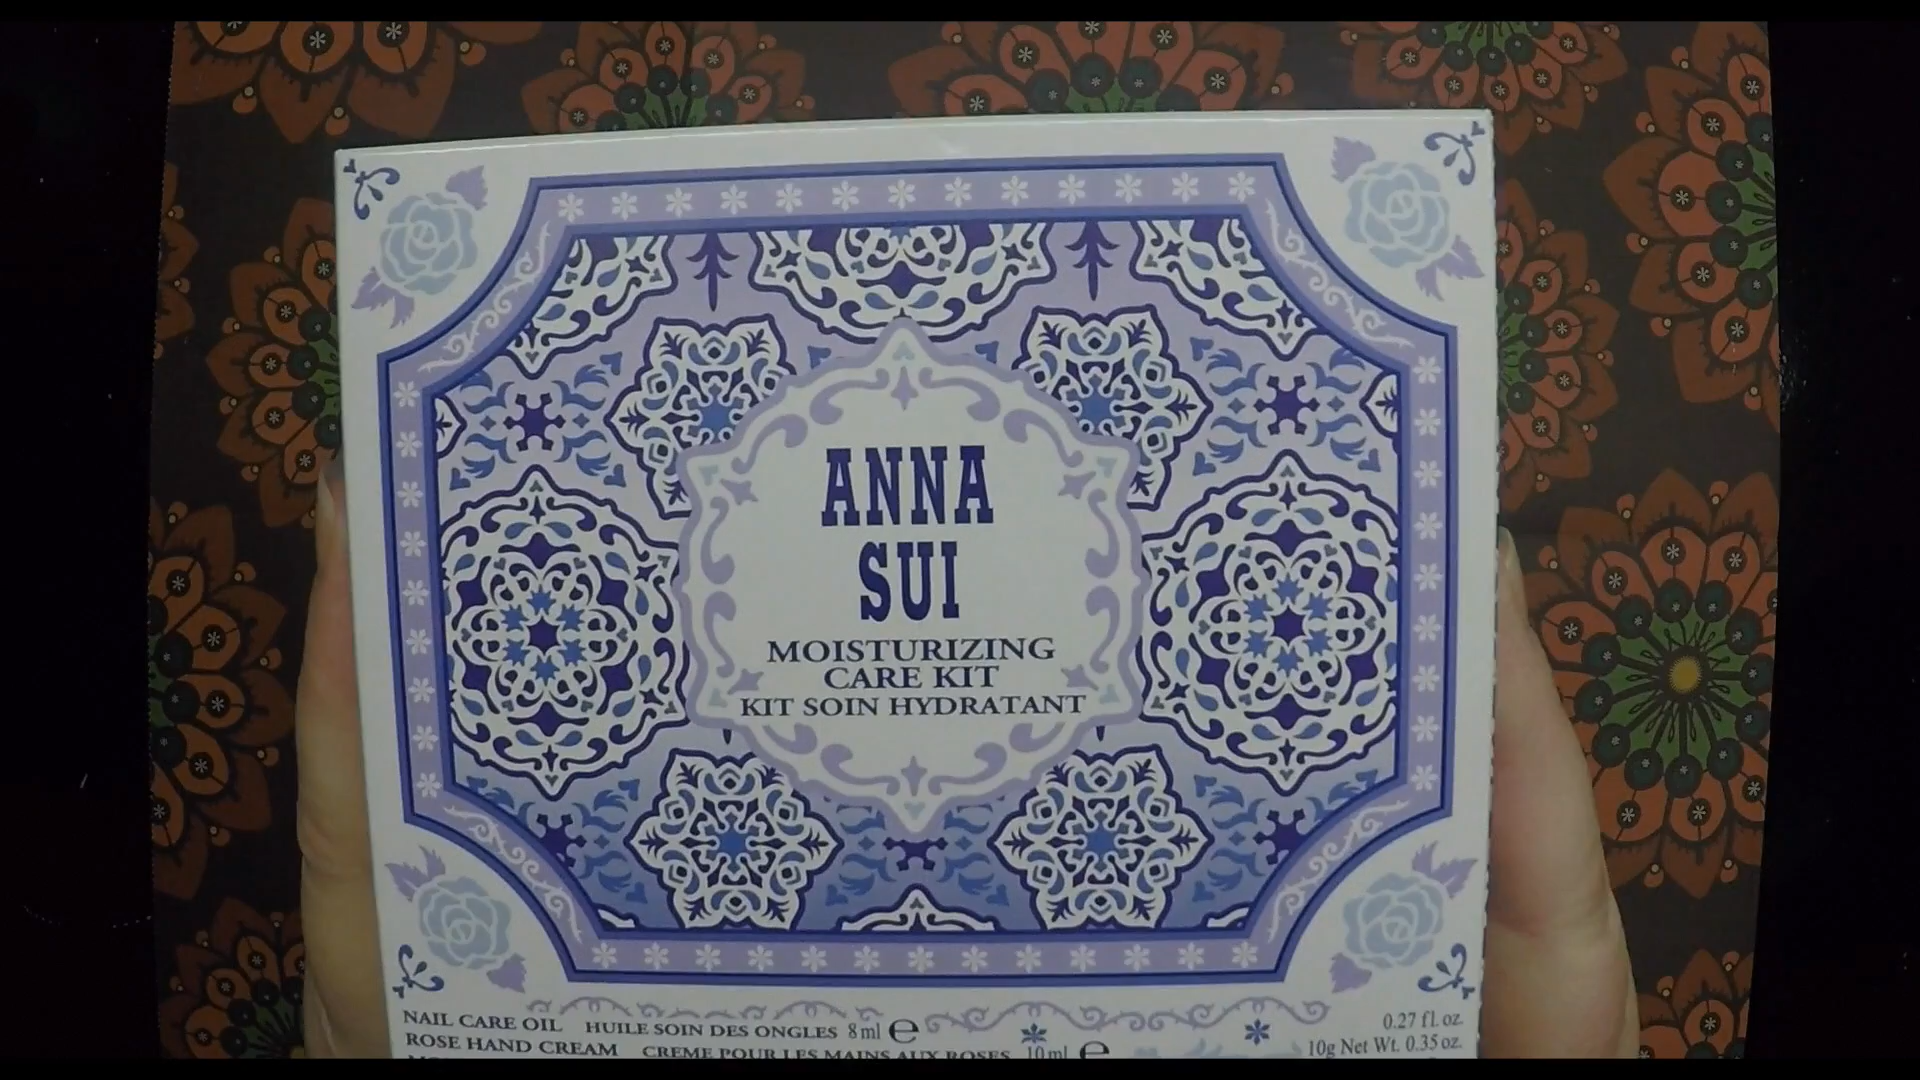 ANNA
SUI
MOISTURIZING
CARE KIT
KIT SOIN HYDRATANT
NAIL CARE OIL HUILE SOIN DES ONGLES 8 ml ℮ 0.27 fl. oz.
ROSE HAND CREAM CREME POUR LES MAINS AUX ROSES 10 ml ℮ 10g Net Wt. 0.35 oz.